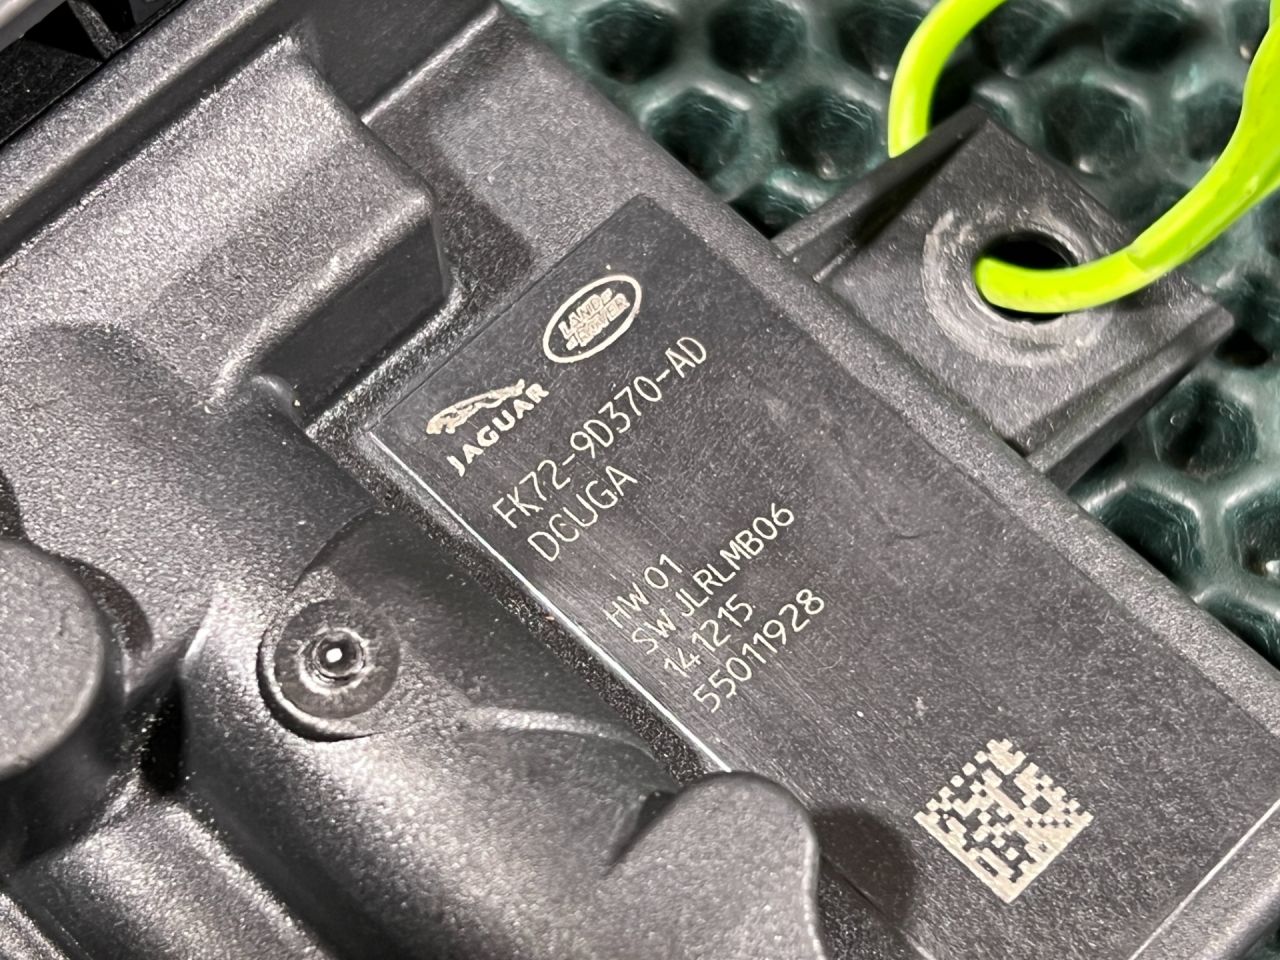 LAND
ROVER
JAGUAR
FK72-9D370-AD
DCUGA
HW 01
SW JLRLMB06
141215
55011928